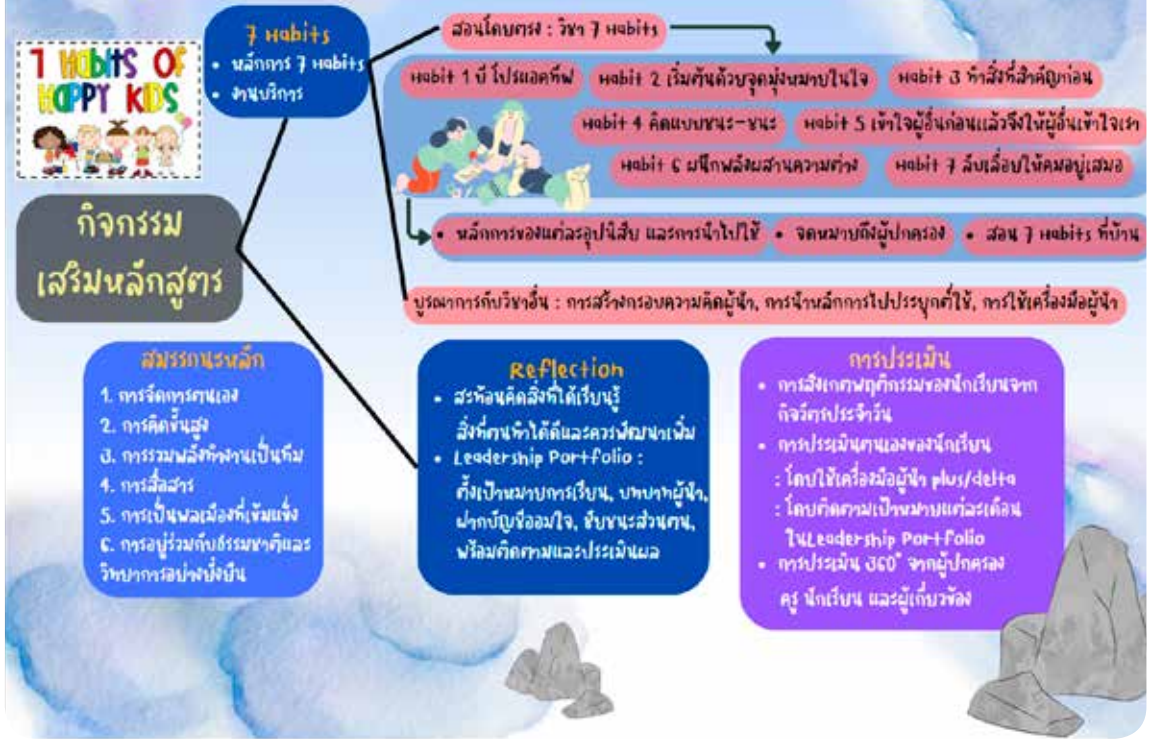 7 HABITS OF
HAPPY KIDS
7 Habits
• หลักการ 7 Habits
• งานบริการ
สอนโดยตรง : วิชา 7 Habits
Habit 1 บี โปรแอคทีฟ
Habit 2 เริ่มต้นด้วยจุดมุ่งหมายในใจ
Habit 3 ทำสิ่งที่สำคัญก่อน
Habit 4 คิดแบบชนะ-ชนะ
Habit 5 เข้าใจผู้อื่นก่อนแล้วจึงให้ผู้อื่นเข้าใจเรา
Habit 6 ผนึกพลังผสานความต่าง
Habit 7 ลับเลื่อยให้คมอยู่เสมอ
• หลักการของแต่ละอุปนิสัย และการนำไปใช้
• จดหมายถึงผู้ปกครอง
• สอน 7 Habits ที่บ้าน
บูรณาการกับวิชาอื่น : การสร้างกรอบความคิดผู้นำ, การนำหลักการไปประยุกต์ใช้, การใช้เครื่องมือผู้นำ
กิจกรรม
เสริมหลักสูตร
สมรรถนะหลัก
1. การจัดการตนเอง
2. การคิดขั้นสูง
3. การรวมพลังทำงานเป็นทีม
4. การสื่อสาร
5. การเป็นพลเมืองที่เข้มแข็ง
6. การอยู่ร่วมกับธรรมชาติและ
วิทยาการอย่างยั่งยืน
Reflection
• สะท้อนคิดสิ่งที่ได้เรียนรู้
สิ่งที่ตนทำได้ดีและควรพัฒนาเพิ่ม
• Leadership Portfolio :
ตั้งเป้าหมายการเรียน, บทบาทผู้นำ,
ฝากบัญชีออมใจ, ชัยชนะส่วนตน,
พร้อมติดตามและประเมินผล
การประเมิน
• การสังเกตพฤติกรรมของนักเรียนจาก
กิจวัตรประจำวัน
• การประเมินตนเองของนักเรียน
: โดยใช้เครื่องมือผู้นำ plus/delta
: โดยติดตามเป้าหมายแต่ละเดือน
ในLeadership Portfolio
• การประเมิน 360° จากผู้ปกครอง
ครู นักเรียน และผู้เกี่ยวข้อง